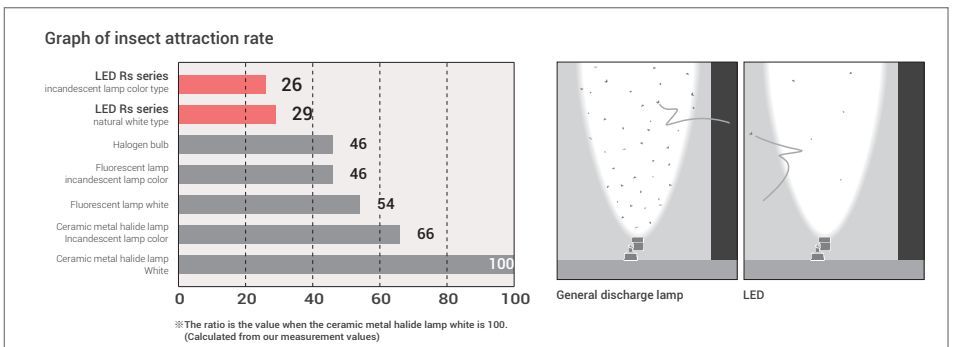 Graph of insect attraction rate
LED Rs series
incandescent lamp color type
26
LED Rs series
natural white type
29
Halogen bulb
46
Fluorescent lamp
incandescent lamp color
46
Fluorescent lamp white
54
Ceramic metal halide lamp
Incandescent lamp color
66
Ceramic metal halide lamp
White
100
0 20 40 60 80 100
※The ratio is the value when the ceramic metal halide lamp white is 100.
(Calculated from our measurement values)
General discharge lamp
LED